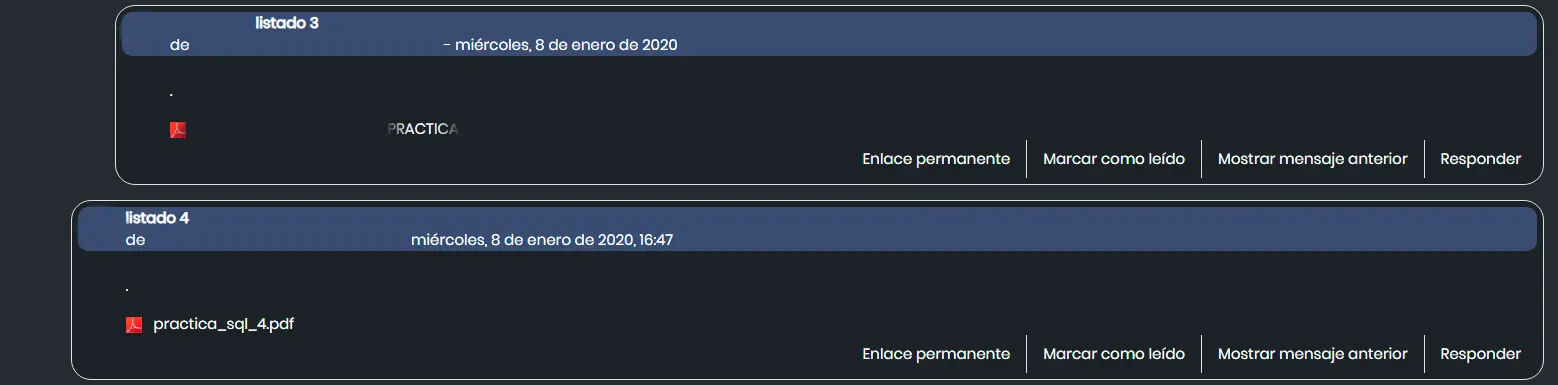 listado 3
de - miércoles, 8 de enero de 2020
.
PRACTICA
Enlace permanente Marcar como leído Mostrar mensaje anterior Responder
listado 4
de miércoles, 8 de enero de 2020, 16:47
.
practica_sql_4.pdf
Enlace permanente Marcar como leído Mostrar mensaje anterior Responder